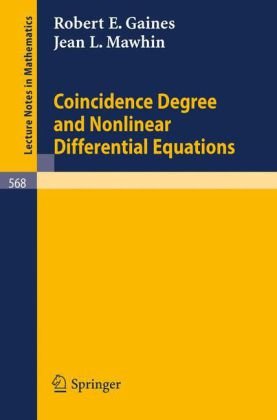 Robert E. Gaines
Jean L. Mawhin
Lecture Notes in Mathematics
568
Coincidence Degree
and Nonlinear
Differential Equations
Springer